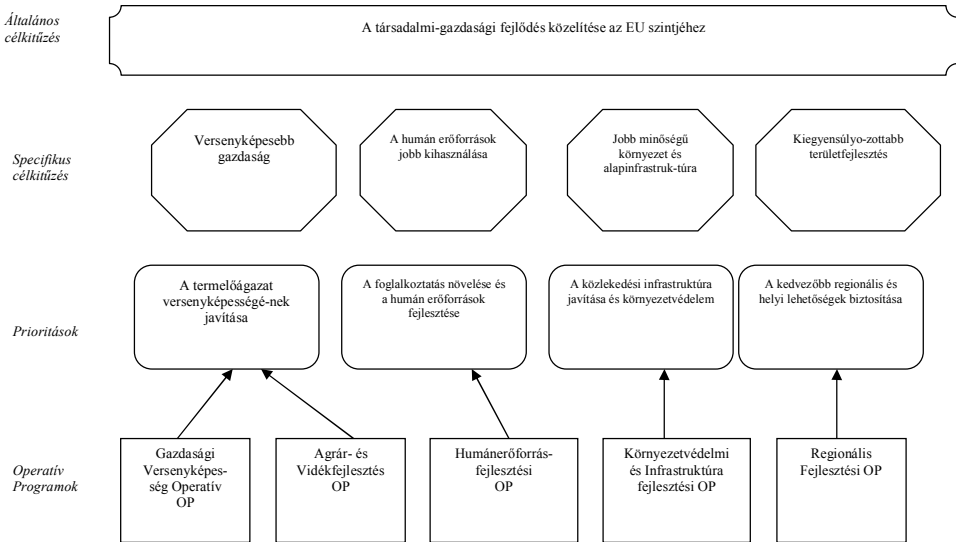 Általános
célkitűzés
A társadalmi-gazdasági fejlődés közelítése az EU szintjéhez
Specifikus
célkitűzés
Versenyképesebb
gazdaság
A humán erőforrások
jobb kihasználása
Jobb minőségű
környezet és
alapinfrastruk-túra
Kiegyensúlyo-zottabb
területfejlesztés
Prioritások
A termelőágazat
versenyképességé-nek
javítása
A foglalkoztatás növelése és
a humán erőforrások
fejlesztése
A közlekedési infrastruktúra
javítása és környezetvédelem
A kedvezőbb regionális és
helyi lehetőségek biztosítása
Operatív
Programok
Gazdasági
Versenyképes-
ség Operatív
OP
Agrár- és
Vidékfejlesztés
OP
Humánerőforrás-
fejlesztési
OP
Környezetvédelmi
és Infrastruktúra
fejlesztési OP
Regionális
Fejlesztési OP